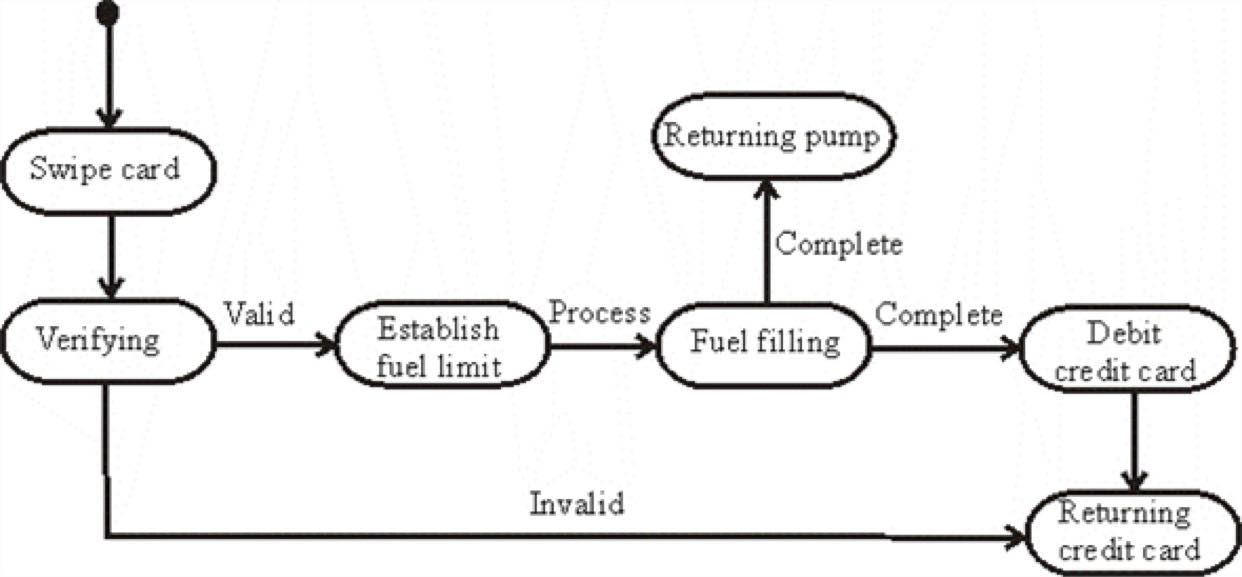 Returning pump
Swipe card
Complete
Valid
Process
Complete
Verifying
Establish
fuel limit
Fuel filling
Debit
credit card
Invalid
Returning
credit card